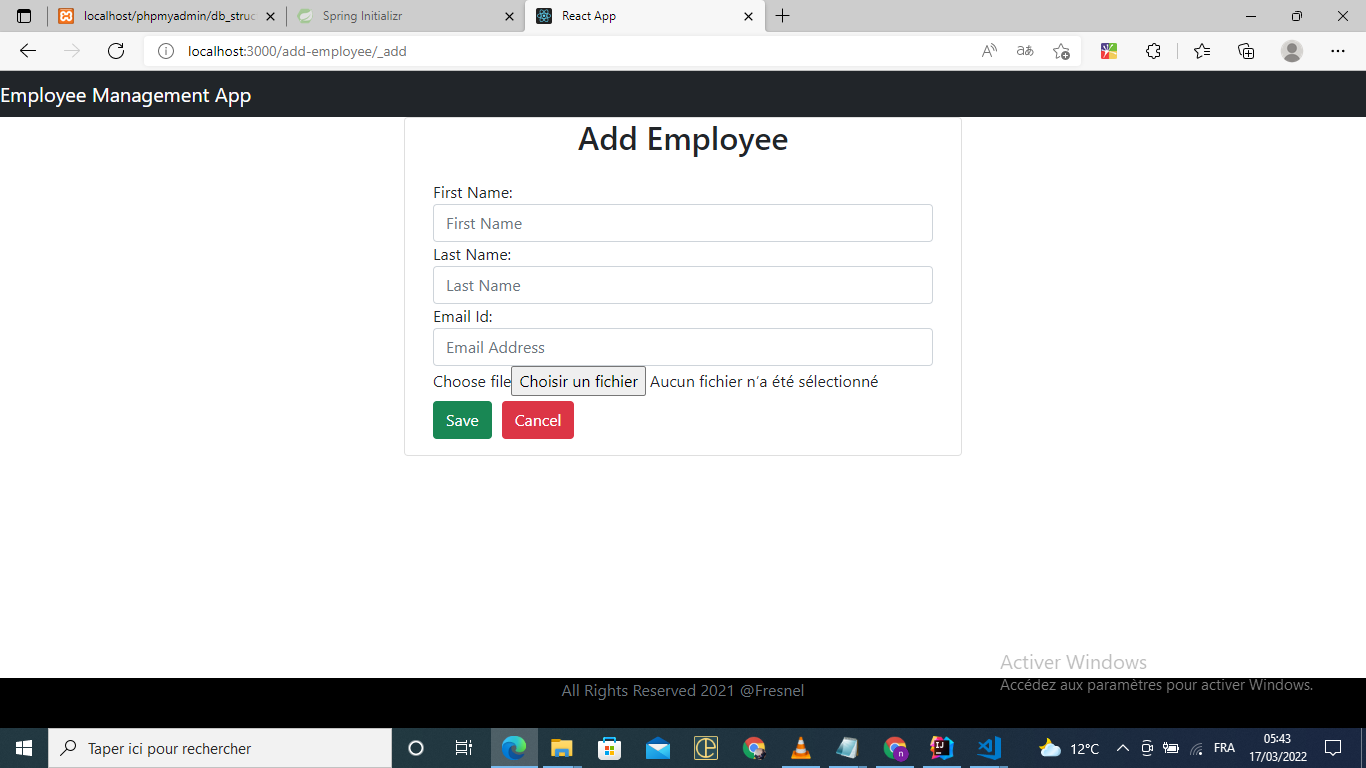 localhost/phpmyadmin/db_struc
Spring Initializr
React App
localhost:3000/add-employee/_add
Employee Management App
Add Employee
First Name:
First Name
Last Name:
Last Name
Email Id:
Email Address
Choose file Choisir un fichier Aucun fichier n'a été sélectionné
Save Cancel
Activer Windows
Accédez aux paramètres pour activer Windows.
All Rights Reserved 2021 @Fresnel
Taper ici pour rechercher
12°C
FRA
05:43
17/03/2022